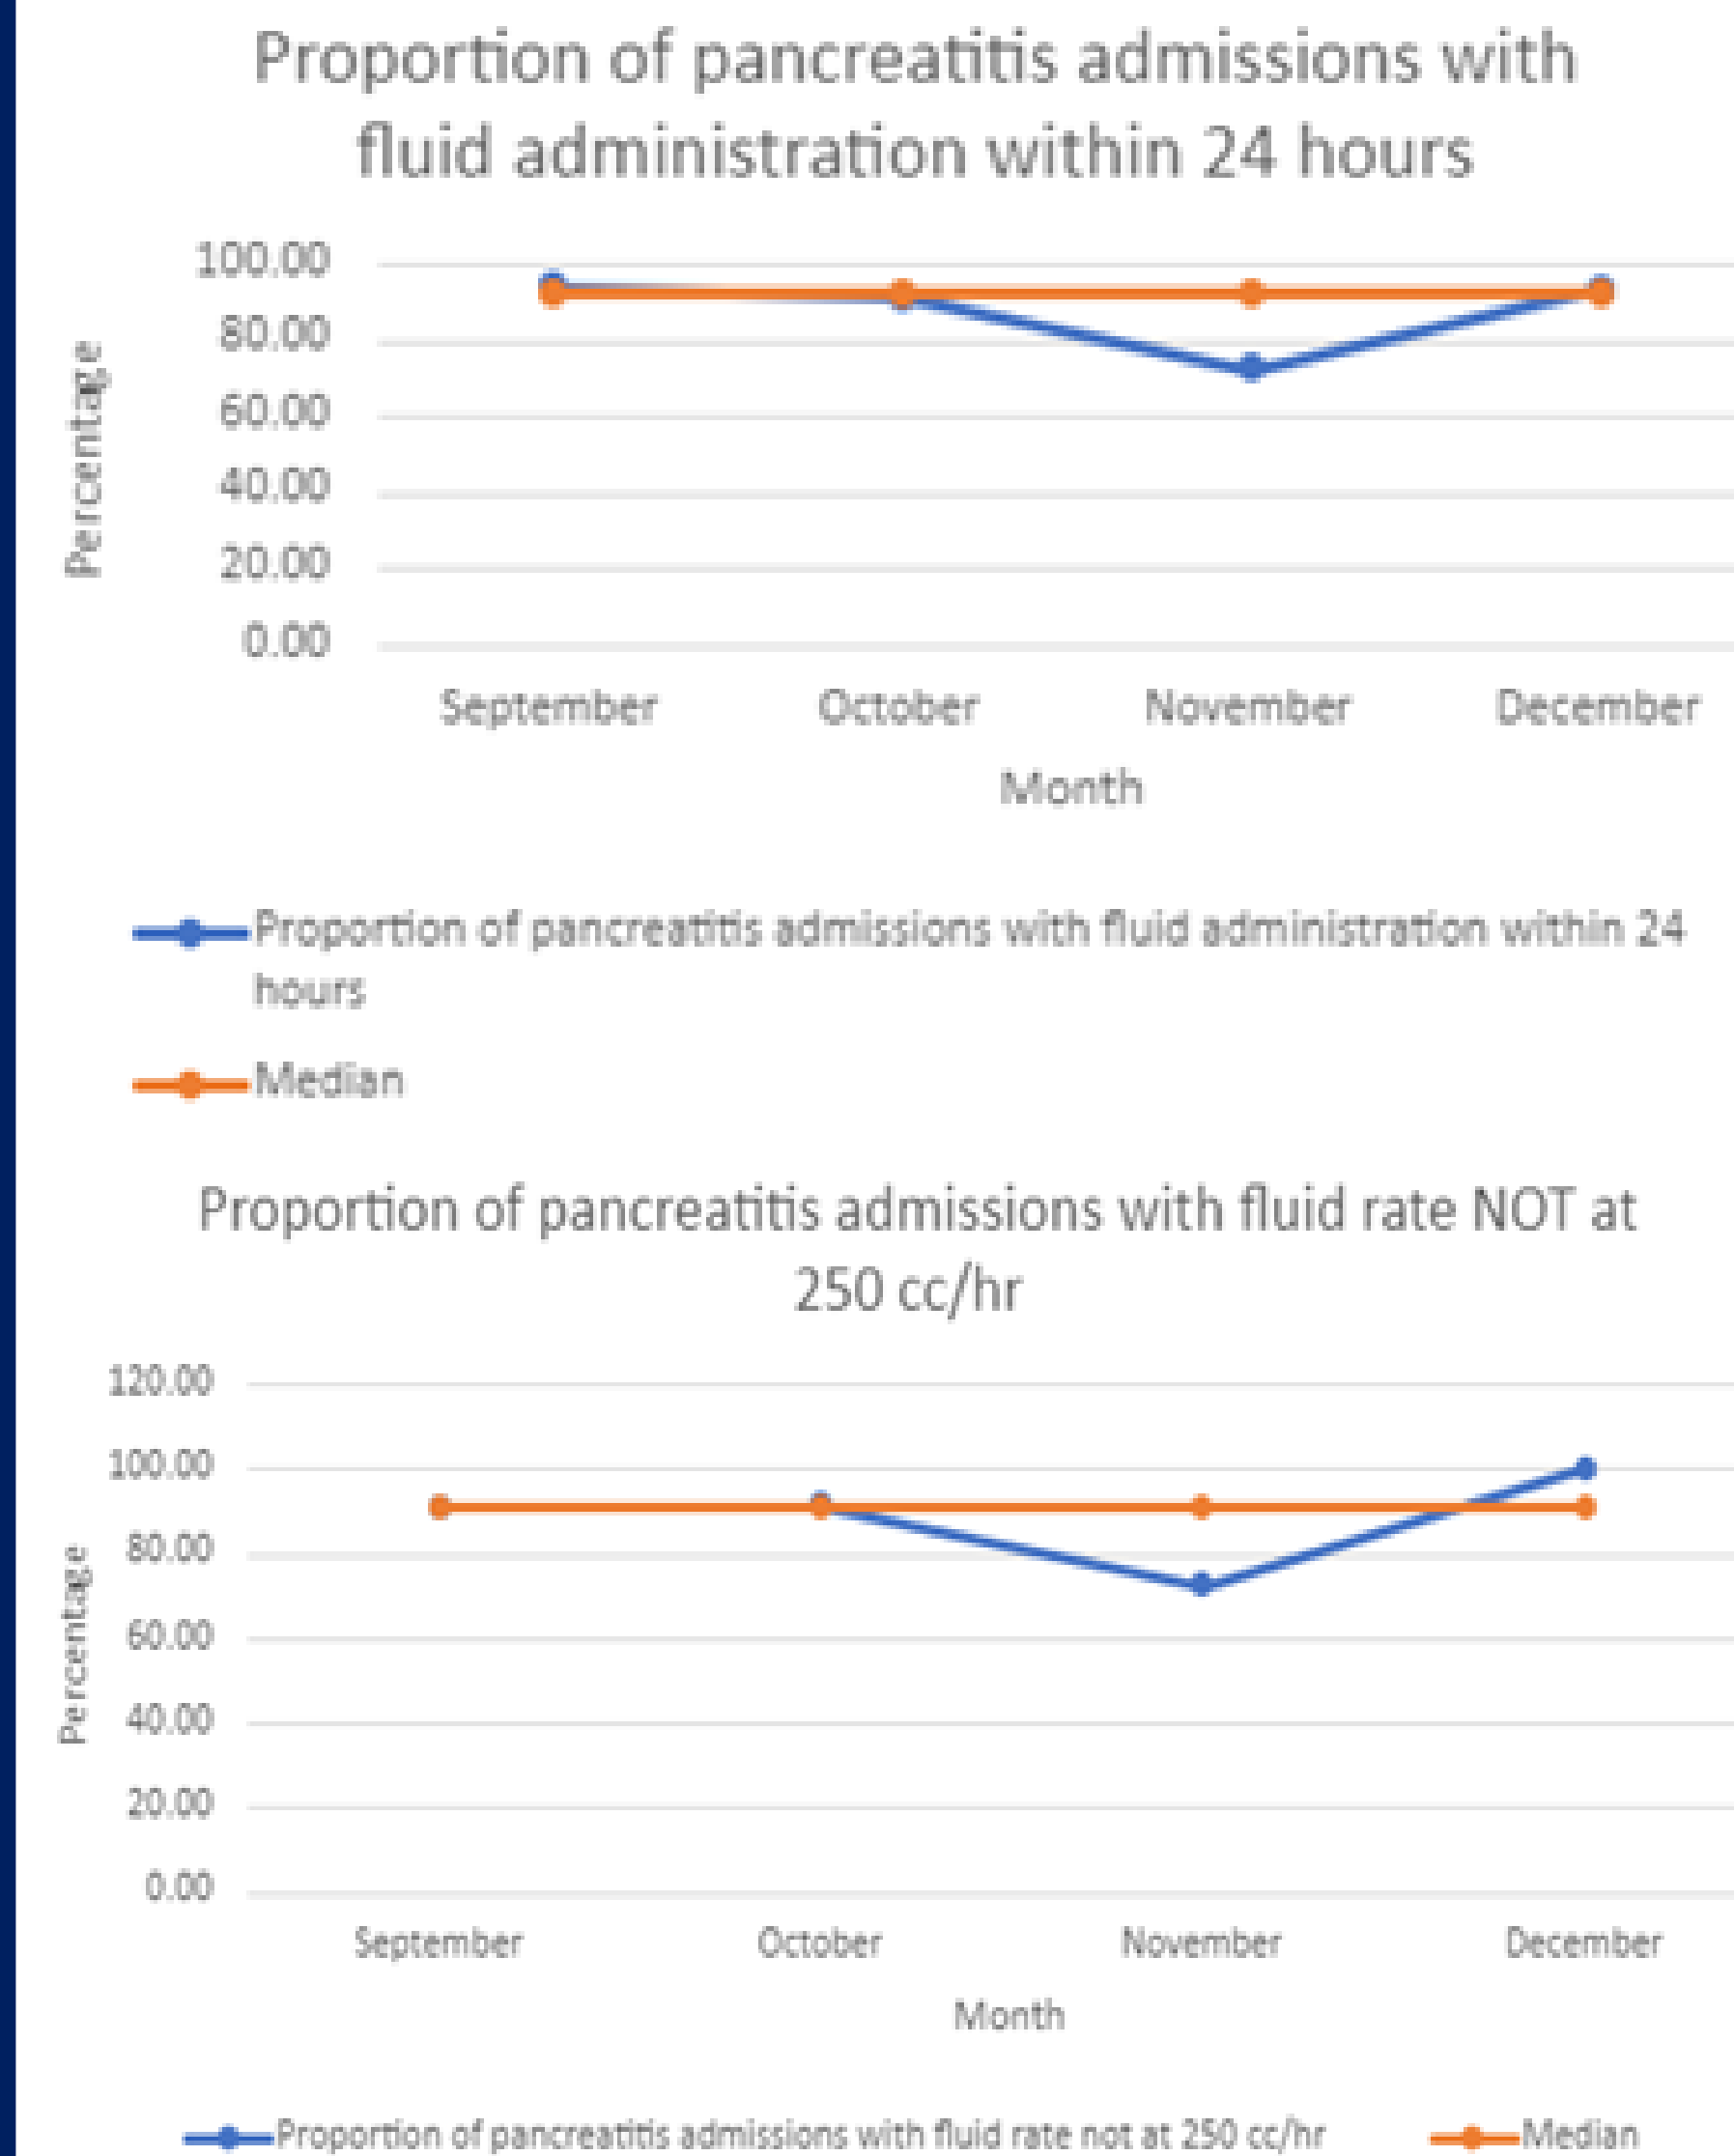 Proportion of pancreatitis admissions with
fluid administration within 24 hours
100.00
80.00
60.00
40.00
20.00
0.00
Percentage
September October November December
Month
Proportion of pancreatitis admissions with fluid administration within 24
hours
Median
Proportion of pancreatitis admissions with fluid rate NOT at
250 cc/hr
120.00
100.00
80.00
60.00
40.00
20.00
0.00
Percentage
September October November December
Month
Proportion of pancreatitis admissions with fluid rate not at 250 cc/hr Median